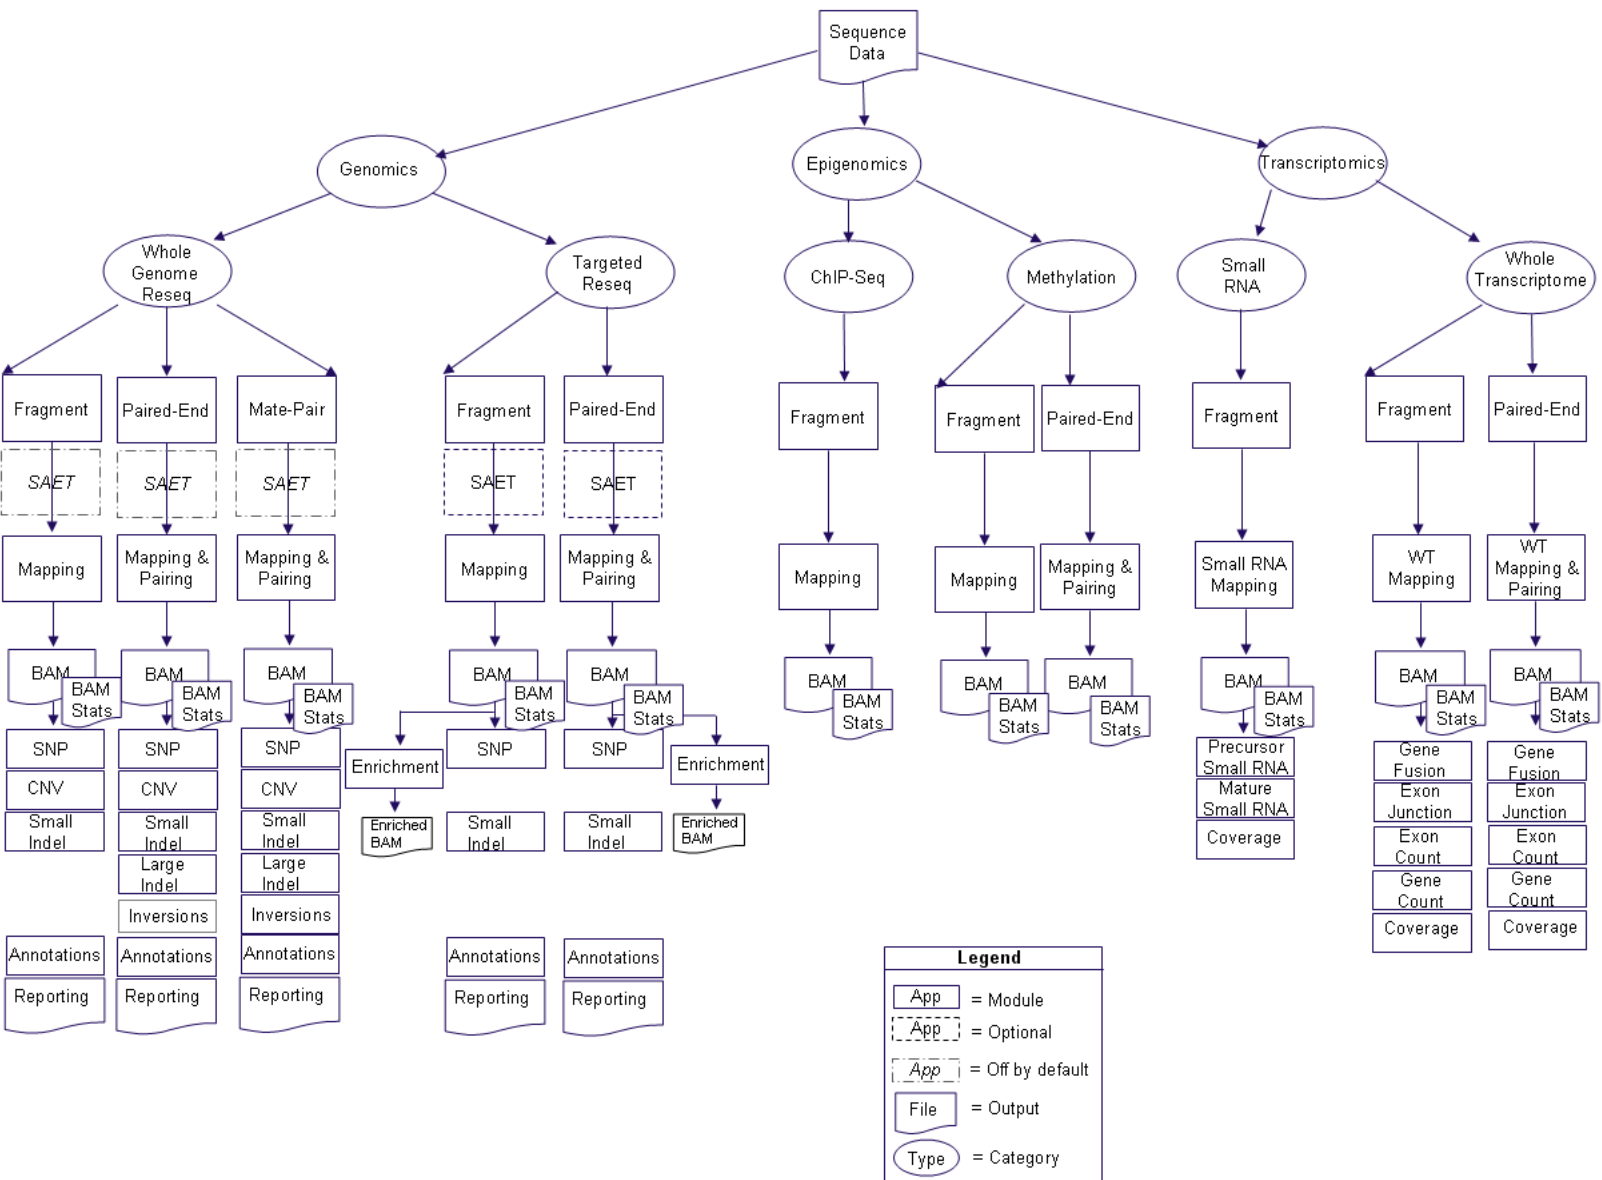 Sequence
Data
Genomics
Epigenomics
Transcriptomics
Whole
Genome
Reseq
Targeted
Reseq
ChIP-Seq
Methylation
Small
RNA
Whole
Transcriptome
Fragment
Paired-End
Mate-Pair
Fragment
Paired-End
Fragment
Fragment
Paired-End
Fragment
Fragment
Paired-End
SAET
SAET
SAET
SAET
SAET
Mapping
Mapping &
Pairing
Mapping &
Pairing
Mapping
Mapping &
Pairing
Mapping
Mapping
Mapping &
Pairing
Small RNA
Mapping
WT
Mapping
WT
Mapping &
Pairing
BAM
BAM
Stats
BAM
BAM
Stats
BAM
BAM
Stats
BAM
BAM
Stats
BAM
BAM
Stats
BAM
BAM
Stats
BAM
BAM
Stats
BAM
BAM
Stats
BAM
BAM
Stats
BAM
BAM
Stats
BAM
BAM
Stats
SNP
CNV
Small
Indel
Annotations
Reporting
SNP
CNV
Small
Indel
Large
Indel
Inversions
Annotations
Reporting
SNP
CNV
Small
Indel
Large
Indel
Inversions
Annotations
Reporting
Enrichment
Enriched
BAM
SNP
Small
Indel
Annotations
Reporting
SNP
Small
Indel
Annotations
Reporting
Enrichment
Enriched
BAM
Precursor
Small RNA
Mature
Small RNA
Coverage
Gene
Fusion
Exon
Junction
Exon
Count
Gene
Count
Coverage
Gene
Fusion
Exon
Junction
Exon
Count
Gene
Count
Coverage
Legend
App = Module
App = Optional
App = Off by default
File = Output
Type = Category